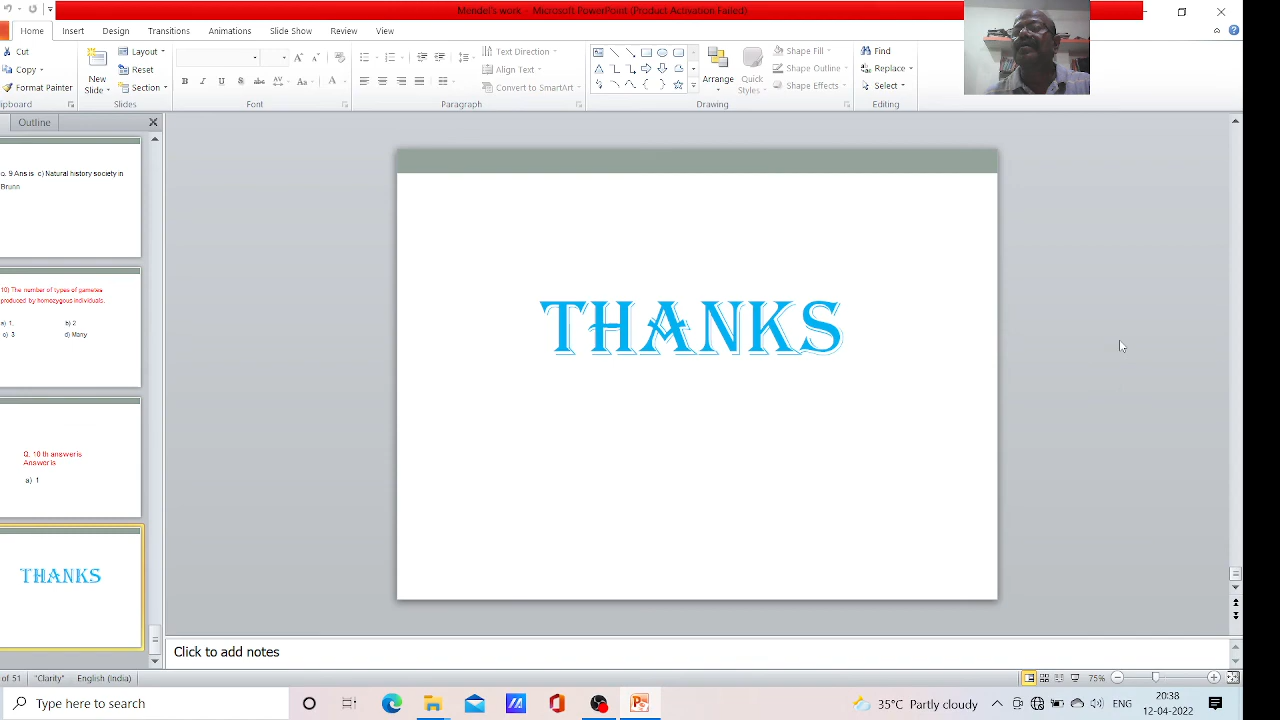 Mendel's work - Microsoft PowerPoint (Product Activation Failed)
Home Insert Design Transitions Animations Slide Show Review View
Cut
Copy
Format Painter
New
Slide
Layout
Reset
Section
Text Direction
Align Text
Convert to SmartArt
Arrange
Quick
Styles
Shape Fill
Shape Outline
Shape Effects
Find
Replace
Select
Slides Font Paragraph Drawing Editing
Outline
Natural history society in
Brunn
10) The number of types of gametes
produced by homozygous individuals.
a) 1. b) 2
c) 3 d) Many
Q. 10 th answer is
Answer is
a) 1
THANKS
THANKS
Click to add notes
of 51 "Clarity" English (India) 75%
Type here to search
35°C Partly cloudy ENG 20:38
12-04-2022